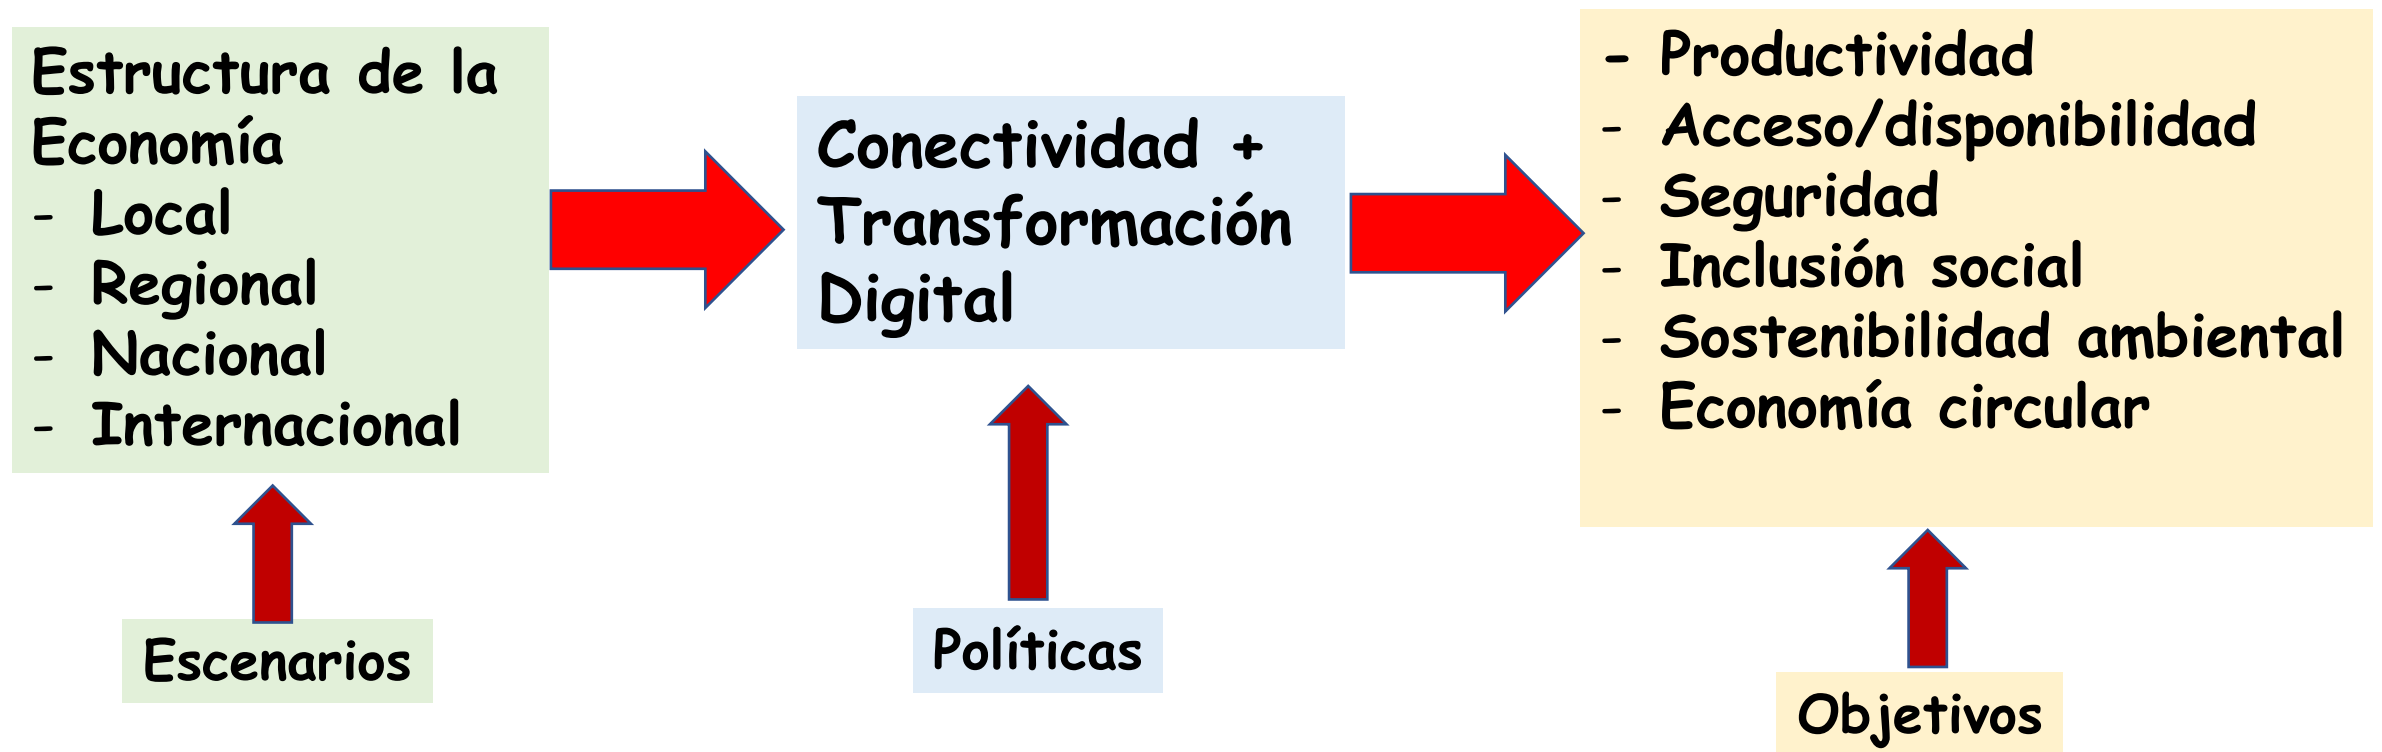 Estructura de la
Economía
- Local
- Regional
- Nacional
- Internacional
Conectividad +
Transformación
Digital
- Productividad
- Acceso/disponibilidad
- Seguridad
- Inclusión social
- Sostenibilidad ambiental
- Economía circular
Escenarios
Políticas
Objetivos